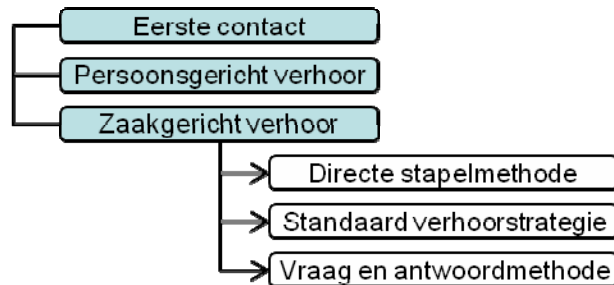 Eerste contact
Persoonsgericht verhoor
Zaakgericht verhoor
Directe stapelmethode
Standaard verhoorstrategie
Vraag en antwoordmethode